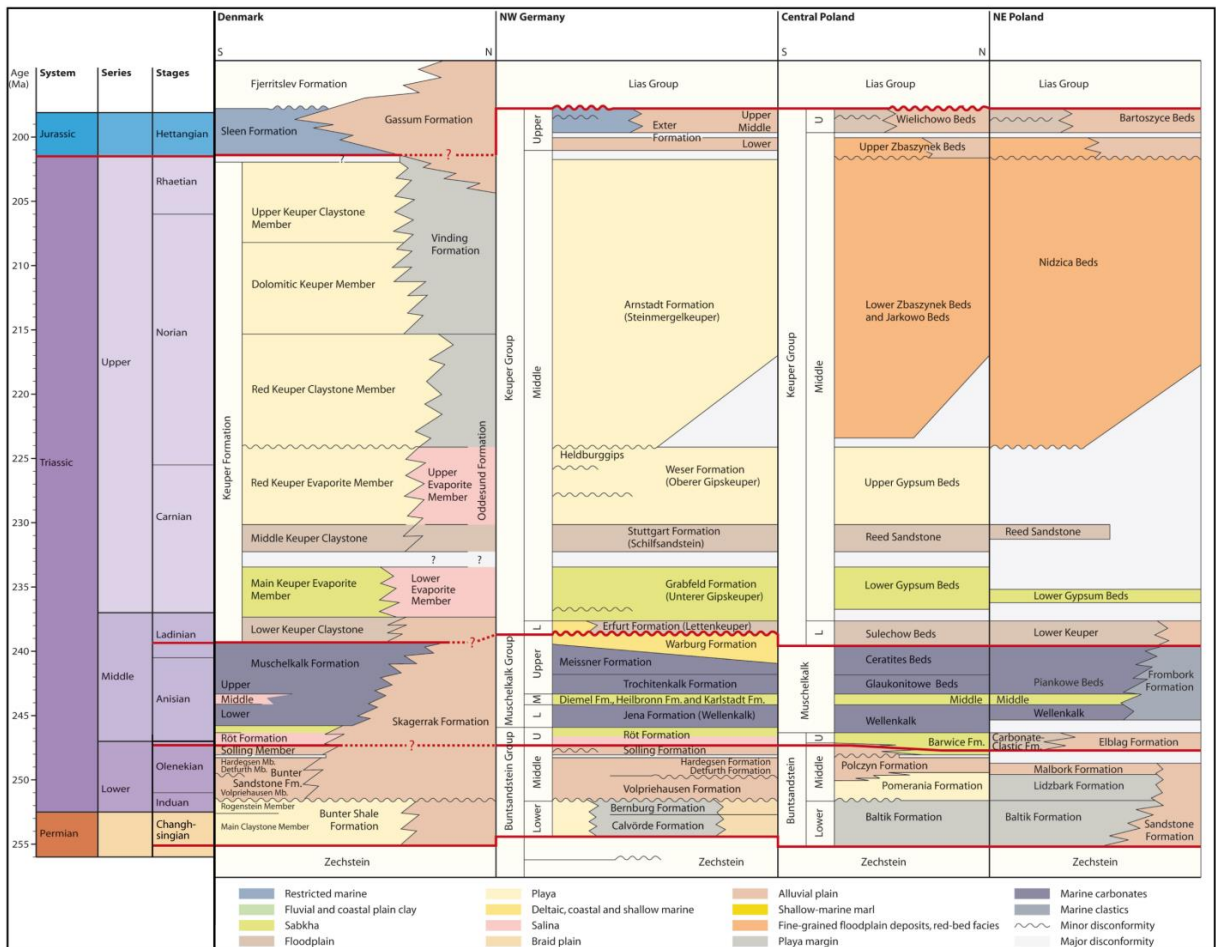 Denmark
NW Germany
Central Poland
NE Poland
S
N
S
N
Age
(Ma)
System
Series
Stages
200
205
210
215
220
225
230
235
240
245
250
255
Jurassic
Triassic
Permian
Upper
Middle
Lower
Hettangian
Rhaetian
Norian
Carnian
Ladinian
Anisian
Olenekian
Induan
Changh-
singian
Fjerritslev Formation
Gassum Formation
Sleen Formation
?
?
Keuper Formation
Upper Keuper Claystone
Member
Vinding
Formation
Dolomitic Keuper Member
Red Keuper Claystone Member
Red Keuper Evaporite Member
Upper
Evaporite
Member
Oddesund Formation
Middle Keuper Claystone
?
?
Main Keuper Evaporite
Member
Lower
Evaporite
Member
Lower Keuper Claystone
?
Muschelkalk Formation
Upper
Middle
Lower
Skagerrak Formation
Röt Formation
?
Solling Member
Hardegsen Mb.
Detfurth Mb.
Bunter
Sandstone Fm.
Volpriehausen Mb.
Rogenstein Member
Main Claystone Member
Bunter Shale
Formation
Zechstein
Lias Group
Upper
Exter
Formation
Upper
Middle
Lower
Keuper Group
Middle
Arnstadt Formation
(Steinmergelkeuper)
Heldburggips
Weser Formation
(Oberer Gipskeuper)
Stuttgart Formation
(Schilfsandstein)
Grabfeld Formation
(Unterer Gipskeuper)
L
Erfurt Formation (Lettenkeuper)
Muschelkalk Group
Upper
Warburg Formation
Meissner Formation
Trochitenkalk Formation
M
Diemel Fm., Heilbronn Fm. and Karlstadt Fm.
L
Jena Formation (Wellenkalk)
Buntsandstein Group
U
Röt Formation
Middle
Solling Formation
Hardegsen Formation
Detfurth Formation
Volpriehausen Formation
Lower
Bernburg Formation
Calvörde Formation
Zechstein
Lias Group
U
Wielichowo Beds
Upper Zbaszynek Beds
Keuper Group
Middle
Lower Zbaszynek Beds
and Jarkowo Beds
Upper Gypsum Beds
Reed Sandstone
Lower Gypsum Beds
L
Sulechow Beds
Muschelkalk
Ceratites Beds
Glaukonitowe Beds
Middle
Wellenkalk
Buntsandstein
U
Barwice Fm.
Middle
Polczyn Formation
Pomerania Formation
Lower
Baltik Formation
Zechstein
Lias Group
Bartoszyce Beds
Nidzica Beds
Reed Sandstone
Lower Gypsum Beds
Lower Keuper
Piankowe Beds
Frombork
Formation
Middle
Wellenkalk
Carbonate-
Clastic Fm.
Elblag Formation
Malbork Formation
Lidzbark Formation
Baltik Formation
Sandstone
Formation
Zechstein
Restricted marine
Fluvial and coastal plain clay
Sabkha
Floodplain
Playa
Deltaic, coastal and shallow marine
Salina
Braid plain
Alluvial plain
Shallow-marine marl
Fine-grained floodplain deposits, red-bed facies
Playa margin
Marine carbonates
Marine clastics
Minor disconformity
Major disconformity